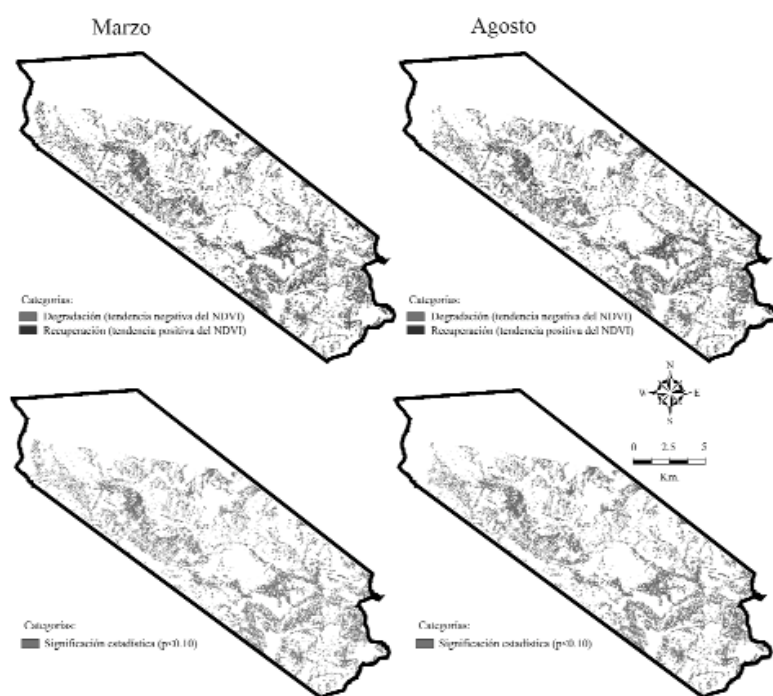 Marzo
Agosto
Categorías:
Degradación (tendencia negativa del NDVI)
Recuperación (tendencia positiva del NDVI)
Categorías:
Degradación (tendencia negativa del NDVI)
Recuperación (tendencia positiva del NDVI)
N
W E
S
0 2.5 5
Km.
Categorías:
Significación estadística (p<0.10)
Categorías:
Significación estadística (p<0.10)